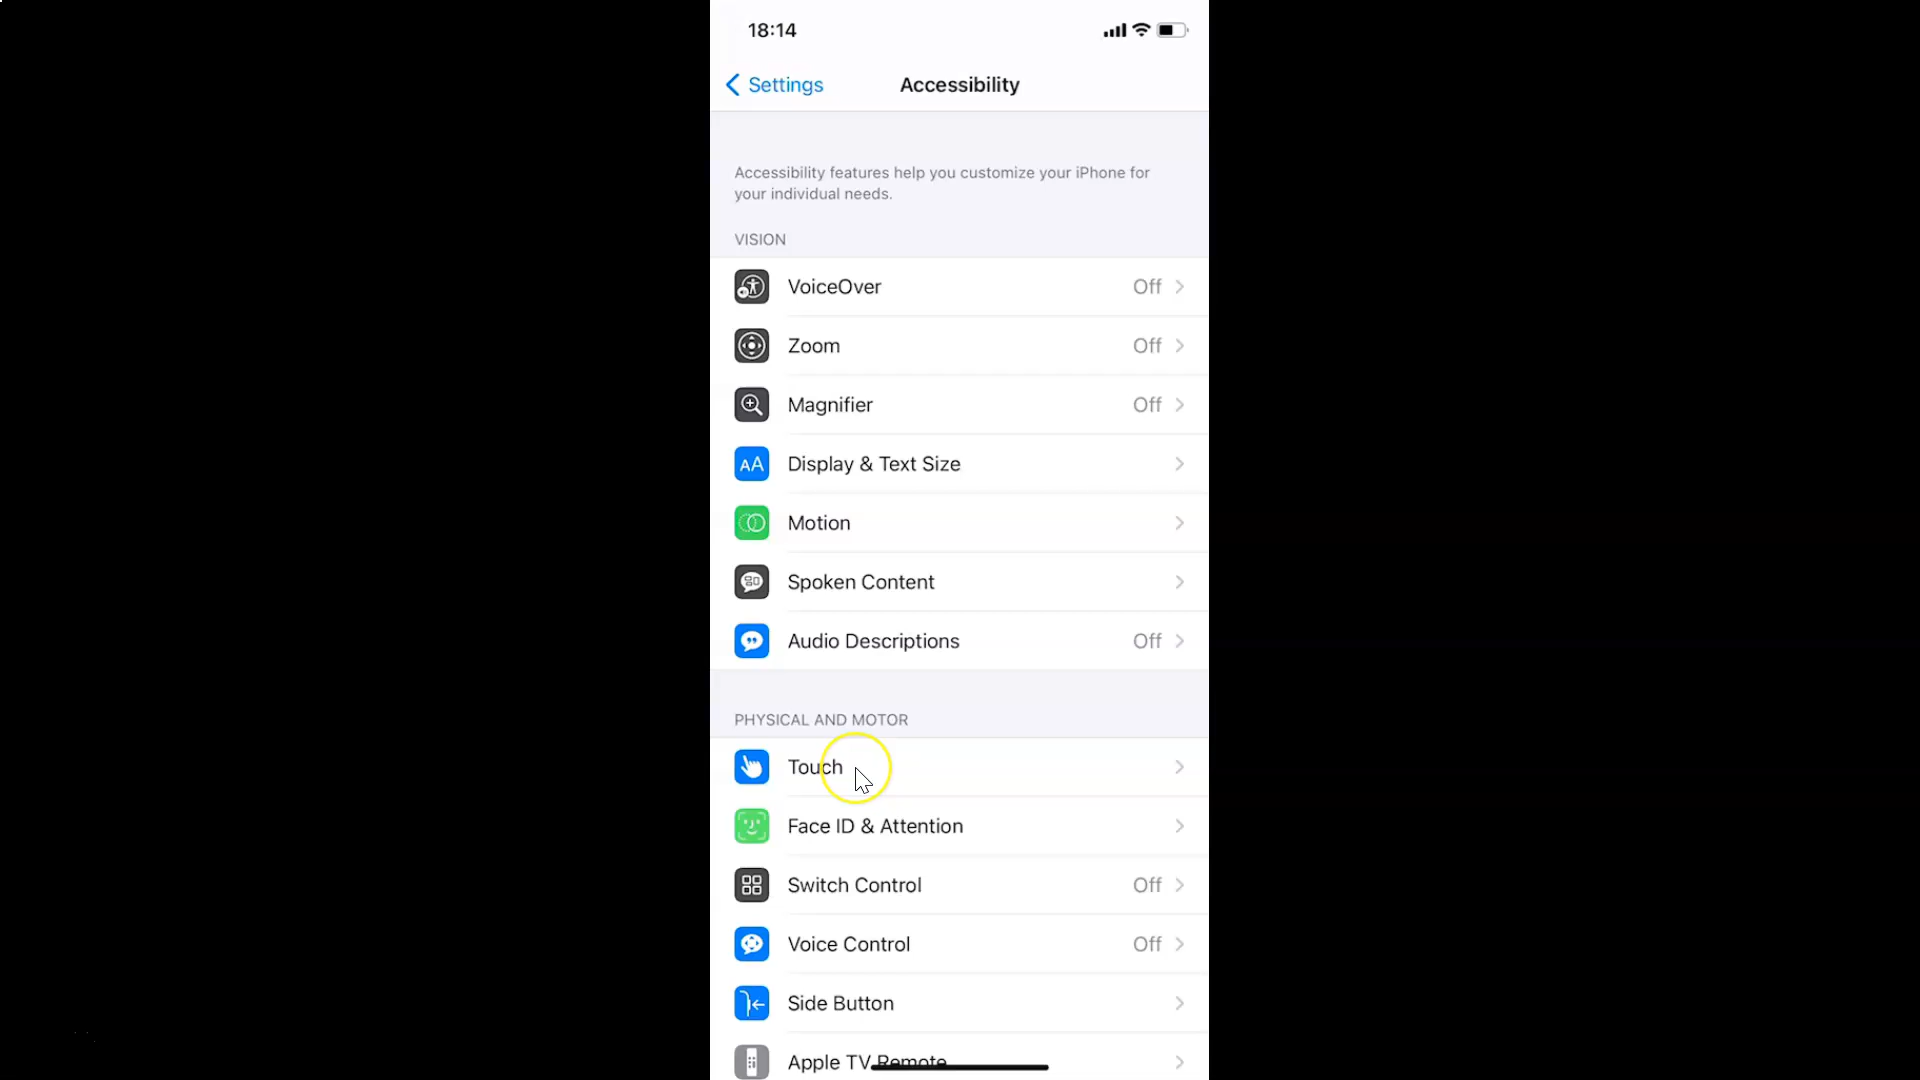 18:14
Settings
Accessibility
Accessibility features help you customize your iPhone for
your individual needs.
VISION
VoiceOver Off
Zoom Off
Magnifier Off
AA Display & Text Size
Motion
Spoken Content
Audio Descriptions Off
PHYSICAL AND MOTOR
Touch
Face ID & Attention
Switch Control Off
Voice Control Off
Side Button
Apple TV Remote